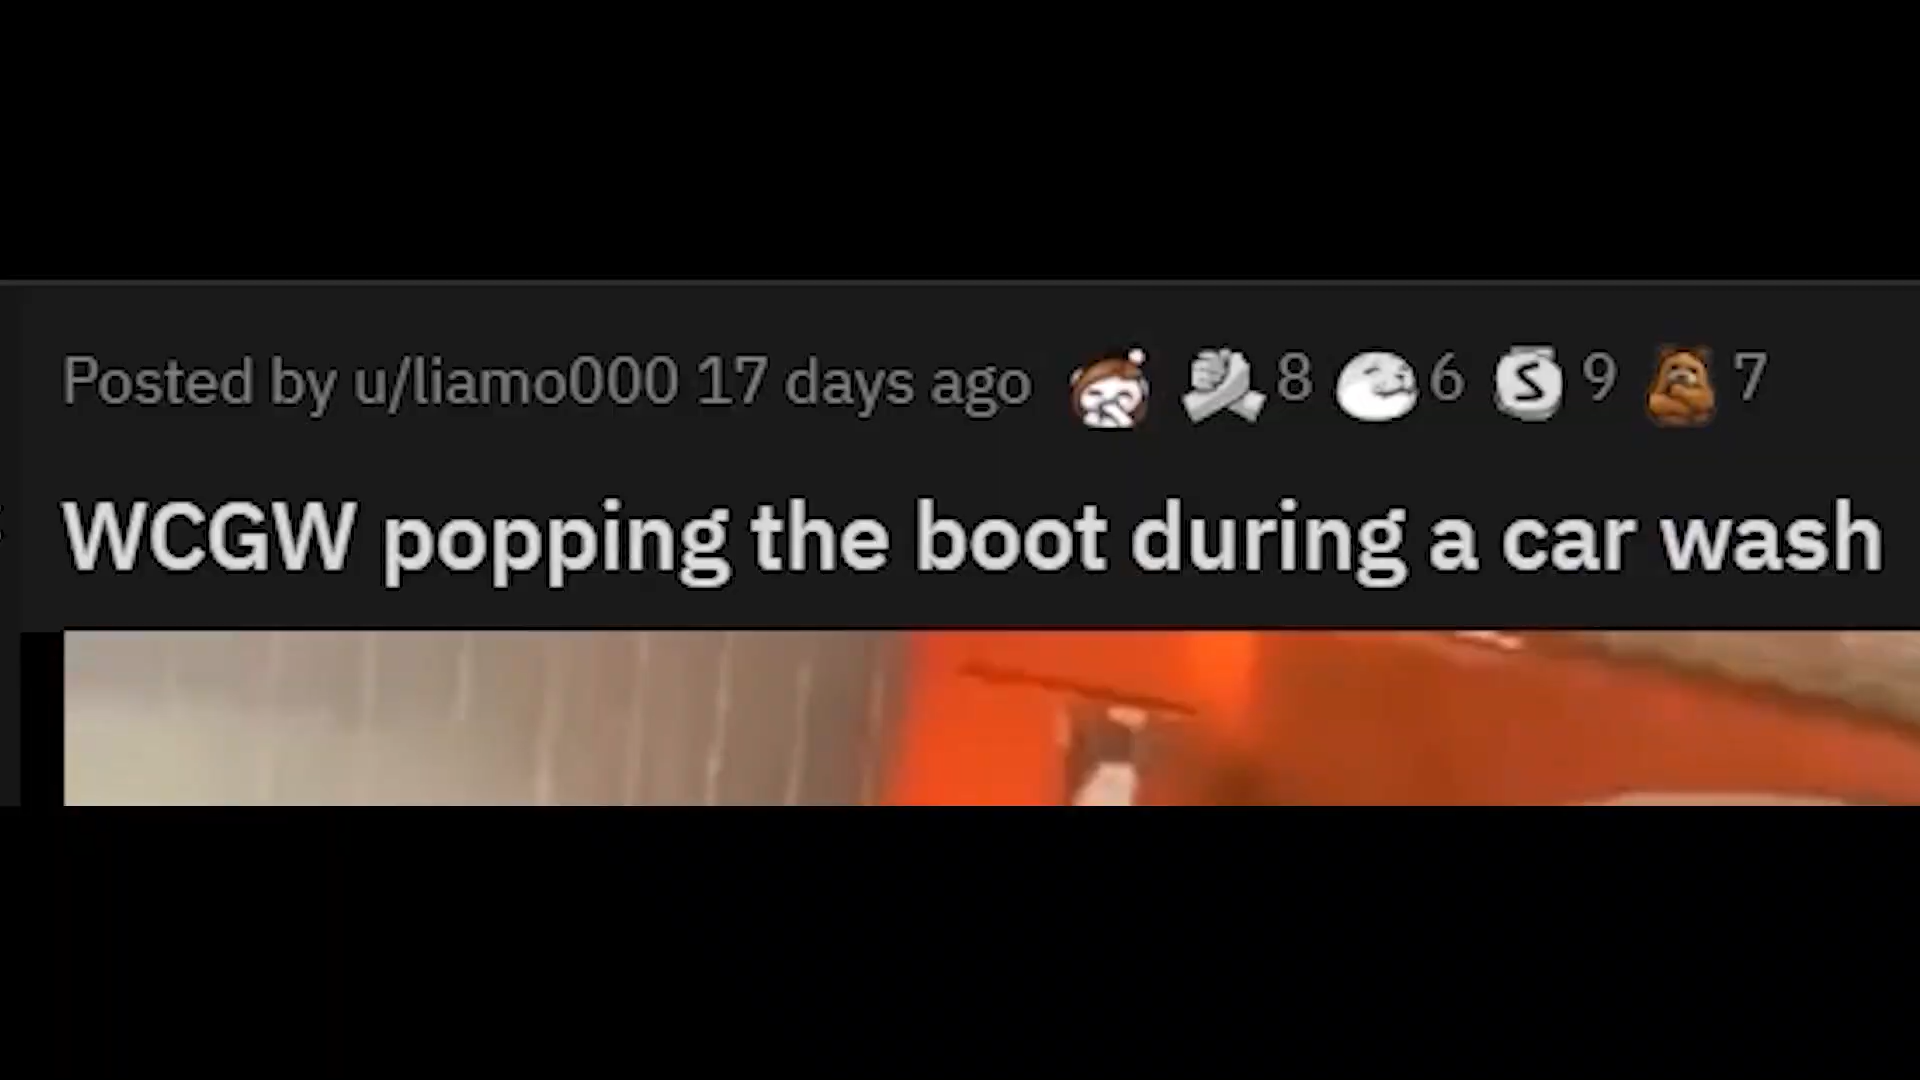 Posted by u/liamo000 17 days ago 8 6 S 9 7
WCGW popping the boot during a car wash